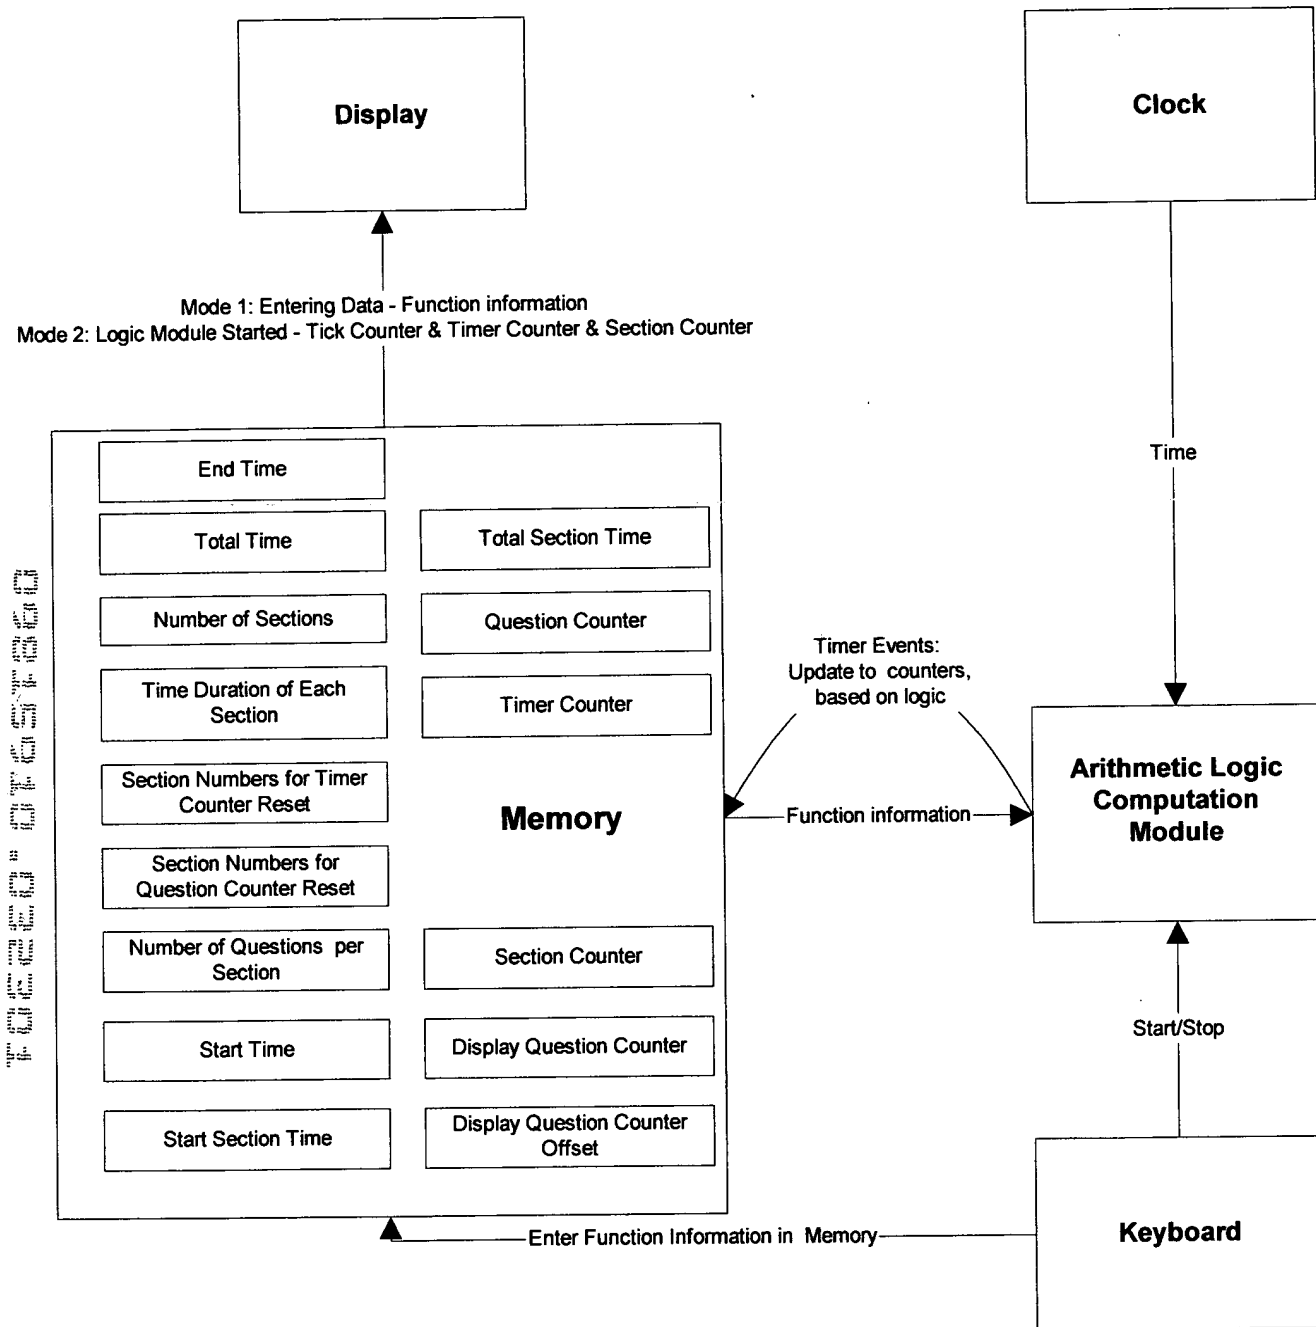 Display
Clock
Mode 1: Entering Data - Function information
Mode 2: Logic Module Started - Tick Counter & Timer Counter & Section Counter
Time
End Time
Total Time
Total Section Time
Number of Sections
Question Counter
Time Duration of Each
Section
Timer Counter
Section Numbers for Timer
Counter Reset
Memory
Section Numbers for
Question Counter Reset
Number of Questions per
Section
Section Counter
Start Time
Display Question Counter
Start Section Time
Display Question Counter
Offset
Timer Events:
Update to counters,
based on logic
Function information
Arithmetic Logic
Computation
Module
Start/Stop
Enter Function Information in Memory
Keyboard